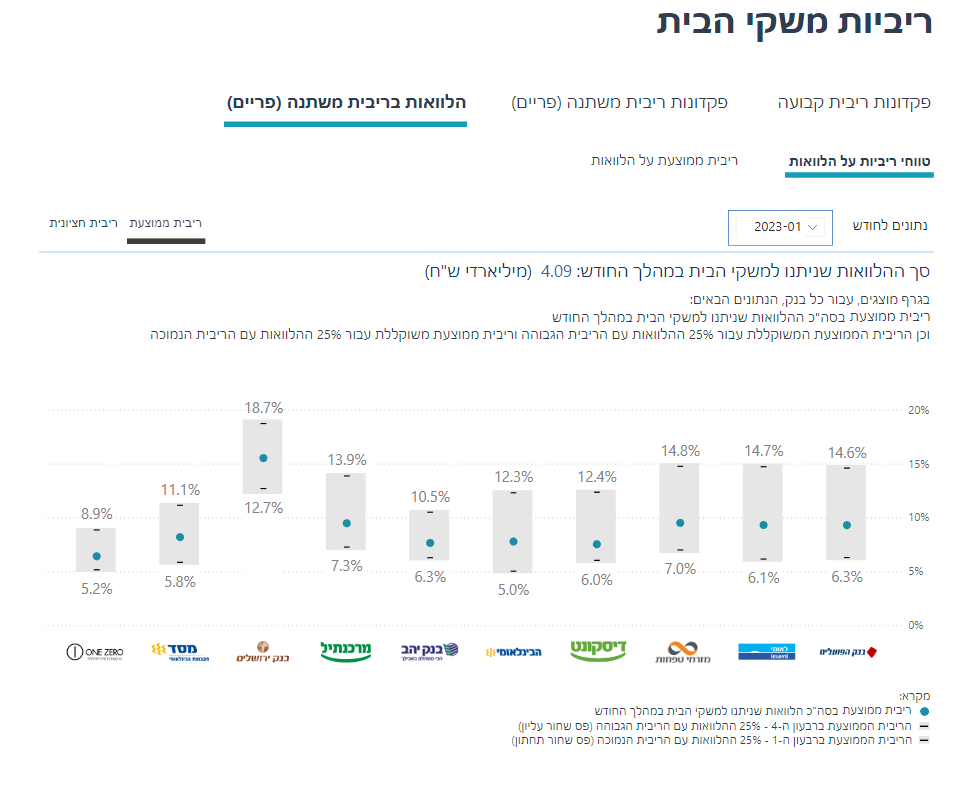 ריביות משקי הבית
פקדונות ריבית קבועה
פקדונות ריבית משתנה (פריים)
הלוואות בריבית משתנה (פריים)
טווחי ריביות על הלוואות
ריבית ממוצעת על הלוואות
נתונים לחודש
2023-01
ריבית ממוצעת
ריבית חציונית
סך ההלוואות שניתנו למשקי הבית במהלך החודש: 4.09 (מיליארדי ש"ח)
בגרף מוצגים, עבור כל בנק, הנתונים הבאים:
ריבית ממוצעת בסה"כ ההלוואות שניתנו למשקי הבית במהלך החודש
וכן הריבית הממוצעת המשוקללת עבור 25% ההלוואות עם הריבית הגבוהה וריבית ממוצעת משוקללת עבור 25% ההלוואות עם הריבית הנמוכה
20%
15%
10%
5%
0%
14.6%
6.3%
14.7%
6.1%
14.8%
7.0%
12.4%
6.0%
12.3%
5.0%
10.5%
6.3%
13.9%
7.3%
18.7%
12.7%
11.1%
5.8%
8.9%
5.2%
בנק הפועלים
לאומי
leumi
מזרחי טפחות
דיסקונט
הבינלאומי
בנק יהב
מרכנתיל
בנק ירושלים
מסד
ONE ZERO
מקרא:
ריבית ממוצעת בסה"כ הלוואות שניתנו למשקי הבית במהלך החודש
הריבית הממוצעת ברבעון ה-4 - 25% ההלוואות עם הריבית הגבוהה (פס שחור עליון)
הריבית הממוצעת ברבעון ה-1 - 25% ההלוואות עם הריבית הנמוכה (פס שחור תחתון)